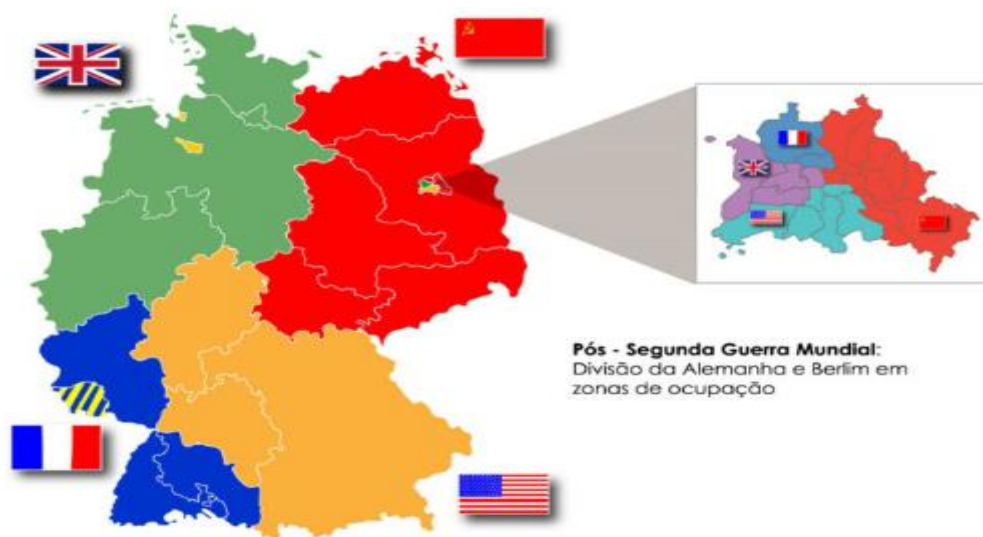 Pós - Segunda Guerra Mundial:
Divisão da Alemanha e Berlim em
zonas de ocupação